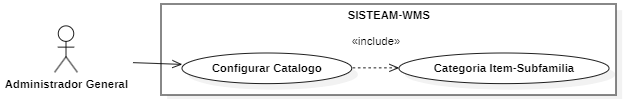 SISTEAM-WMS
«include»
Configurar Catalogo
Categoria Item-Subfamilia
Administrador General